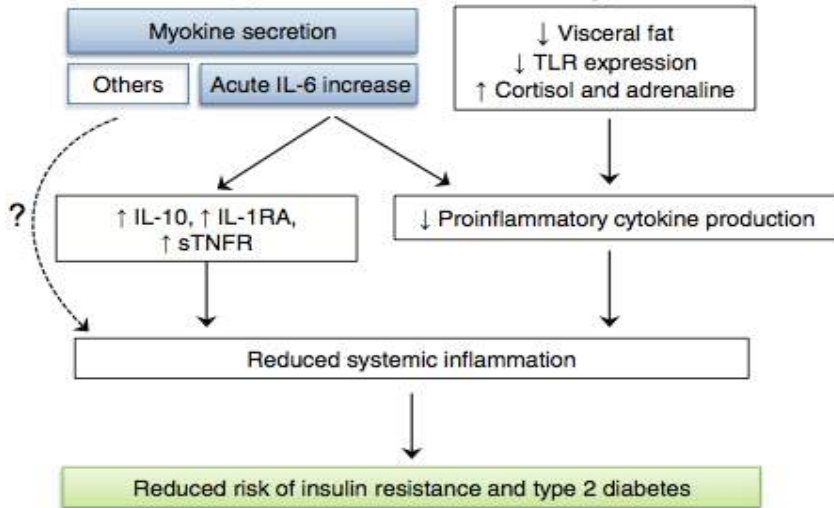 Myokine secretion
Others
Acute IL-6 increase
↓ Visceral fat
↓ TLR expression
↑ Cortisol and adrenaline
?
↑ IL-10, ↑ IL-1RA,
↑ sTNFR
↓ Proinflammatory cytokine production
Reduced systemic inflammation
Reduced risk of insulin resistance and type 2 diabetes